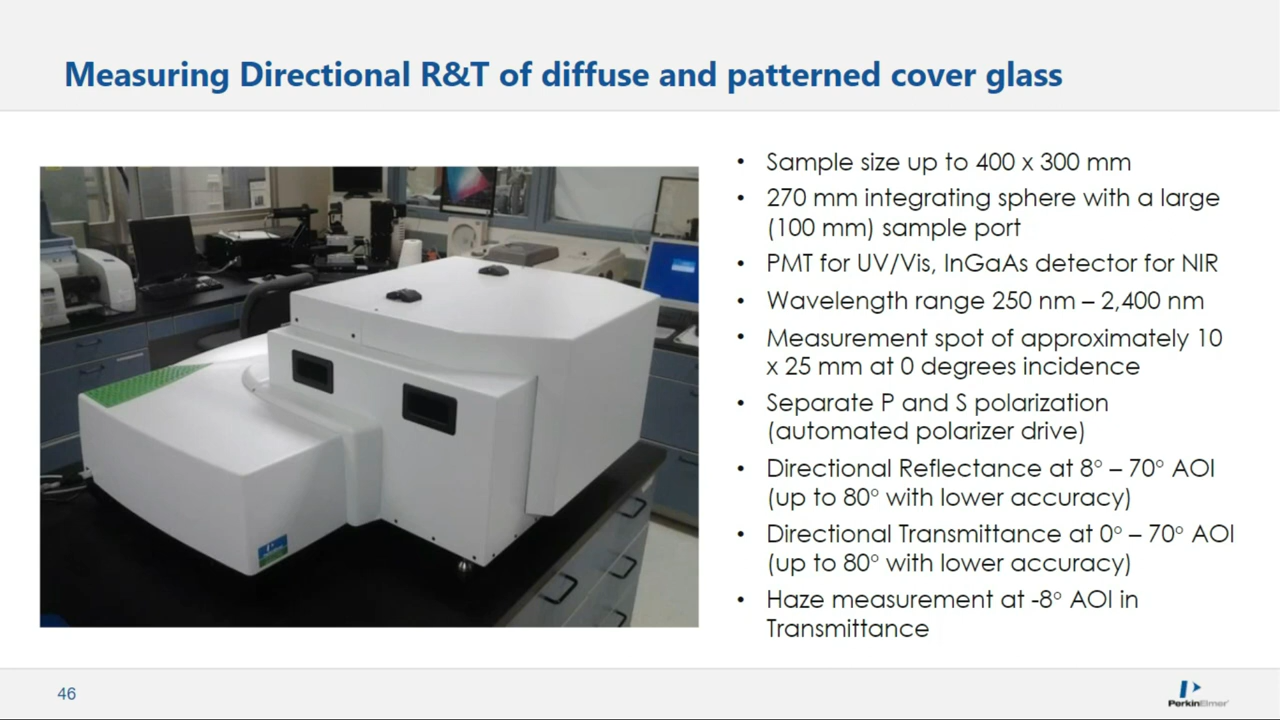 Measuring Directional R&T of diffuse and patterned cover glass
• Sample size up to 400 x 300 mm
• 270 mm integrating sphere with a large
(100 mm) sample port
• PMT for UV/Vis, InGaAs detector for NIR
• Wavelength range 250 nm – 2,400 nm
• Measurement spot of approximately 10
x 25 mm at 0 degrees incidence
• Separate P and S polarization
(automated polarizer drive)
• Directional Reflectance at 8° – 70° AOI
(up to 80° with lower accuracy)
• Directional Transmittance at 0° – 70° AOI
(up to 80° with lower accuracy)
• Haze measurement at -8° AOI in
Transmittance
46
PerkinElmer